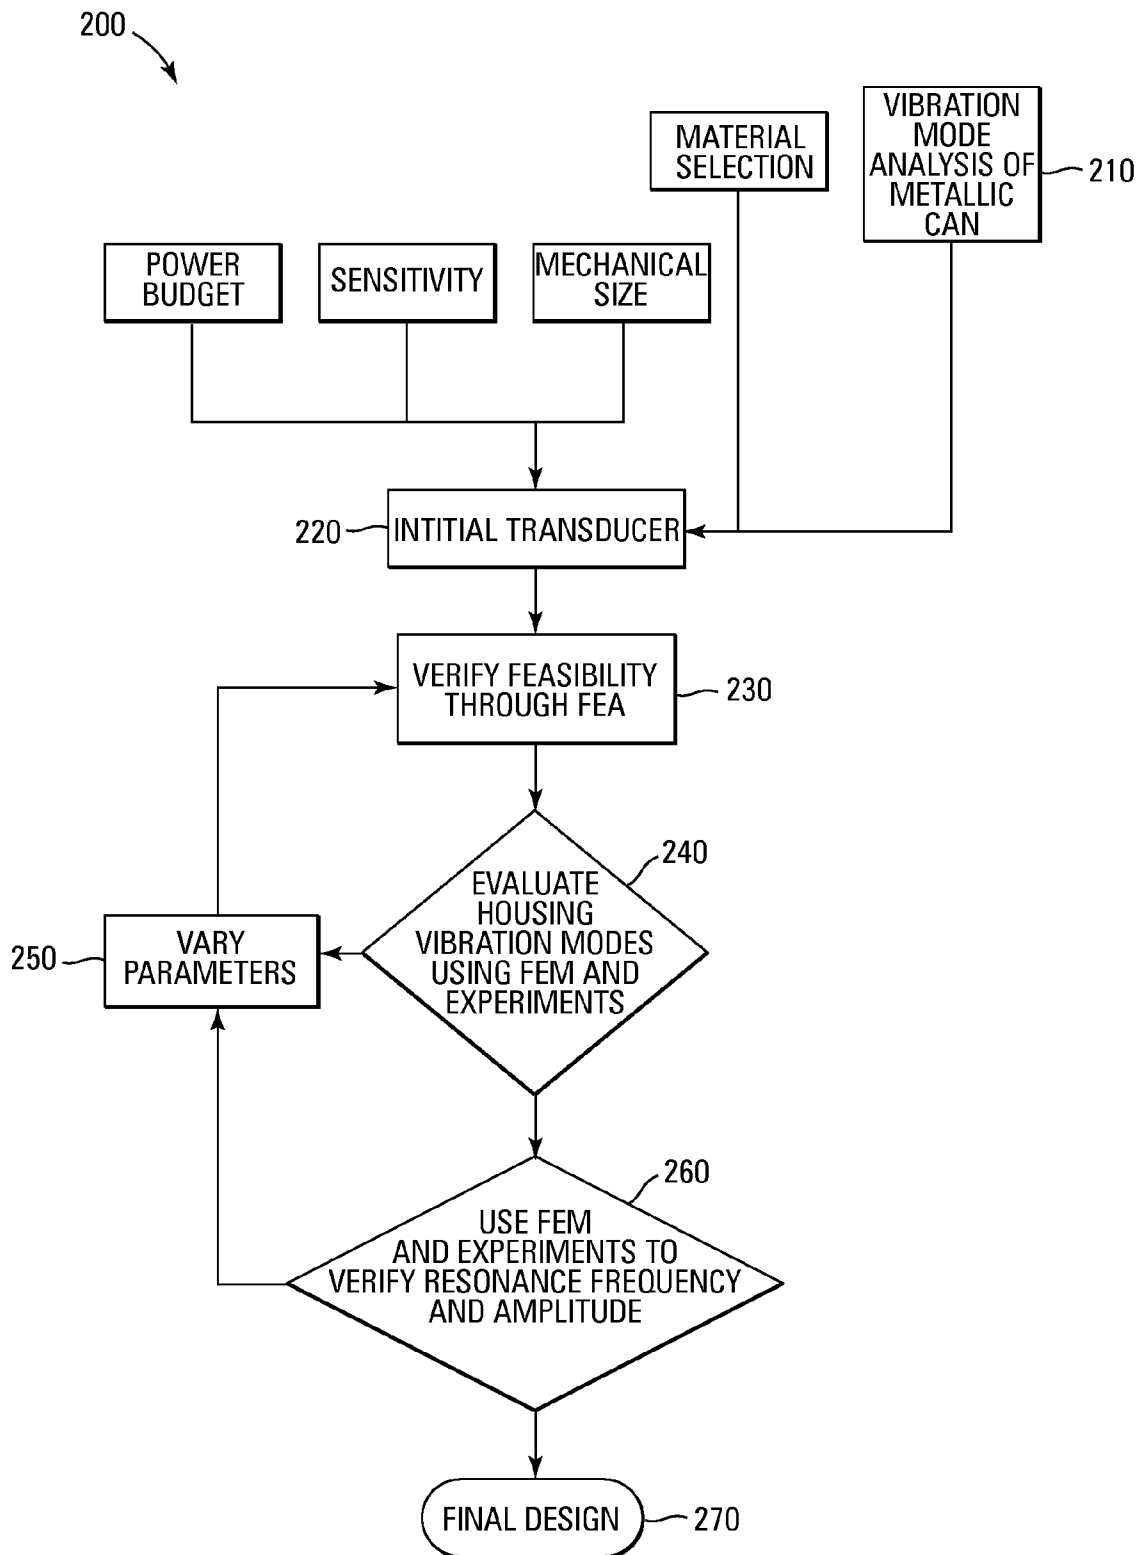 200
MATERIAL
SELECTION
VIBRATION
MODE
ANALYSIS OF
METALLIC
CAN
210
POWER
BUDGET
SENSITIVITY
MECHANICAL
SIZE
220
INTITIAL TRANSDUCER
VERIFY FEASIBILITY
THROUGH FEA
230
240
EVALUATE
HOUSING
VIBRATION MODES
USING FEM AND
EXPERIMENTS
250
VARY
PARAMETERS
260
USE FEM
AND EXPERIMENTS TO
VERIFY RESONANCE FREQUENCY
AND AMPLITUDE
FINAL DESIGN
270